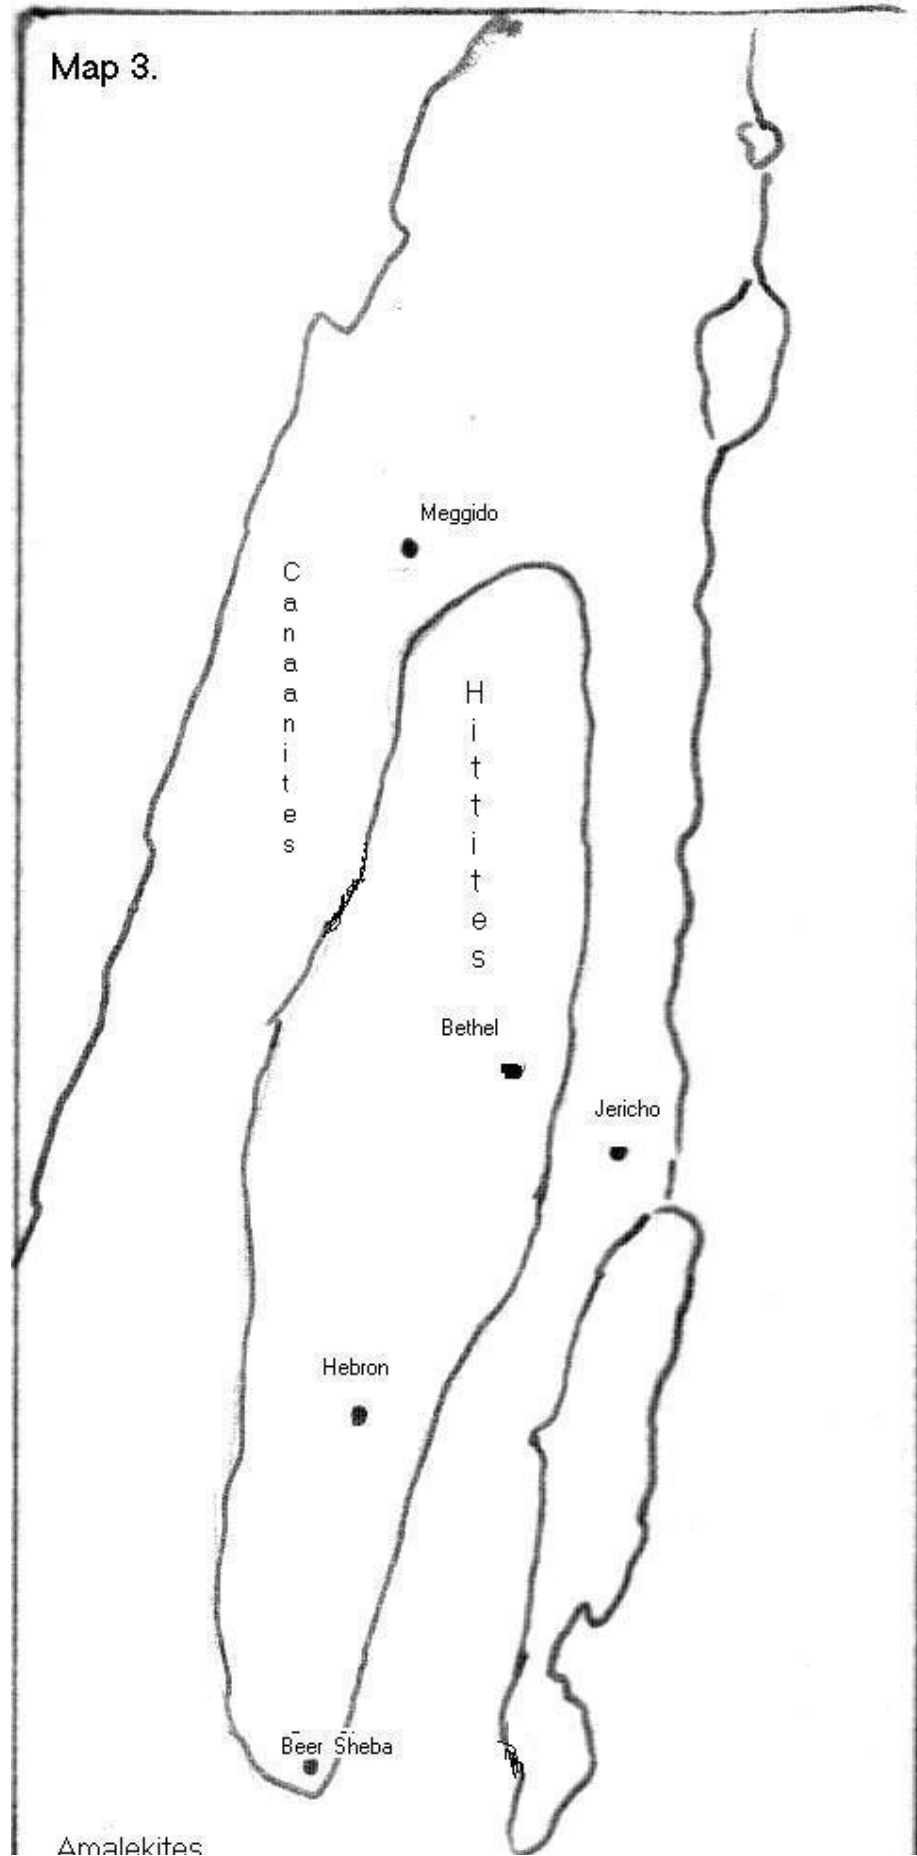 Map 3.
Meggido
Canaanites
Hittites
Bethel
Jericho
Hebron
Beer Sheba
Amalekites